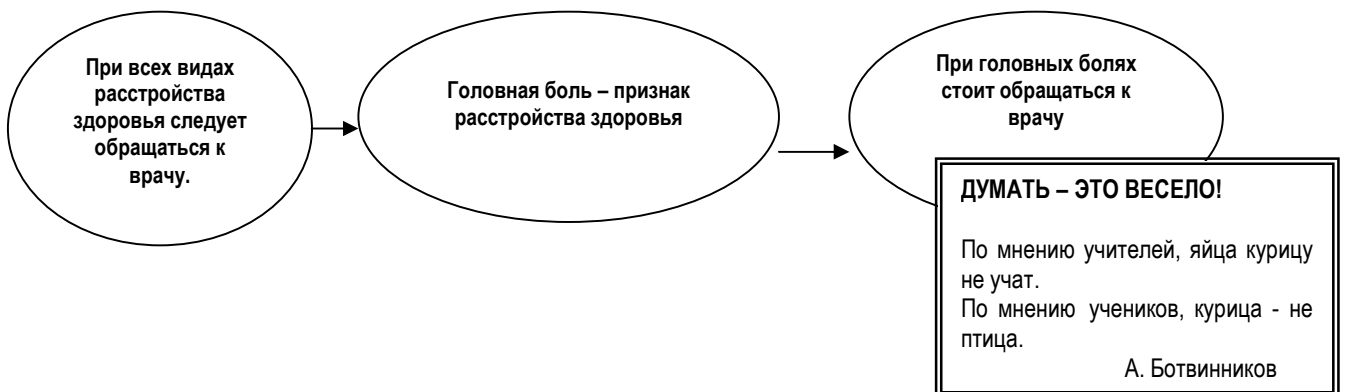 При всех видах
расстройства
здоровья следует
обращаться к
врачу.
Головная боль – признак
расстройства здоровья
При головных болях
стоит обращаться к
врачу
ДУМАТЬ – ЭТО ВЕСЕЛО!
По мнению учителей, яйца курицу
не учат.
По мнению учеников, курица - не
птица.
А. Ботвинников